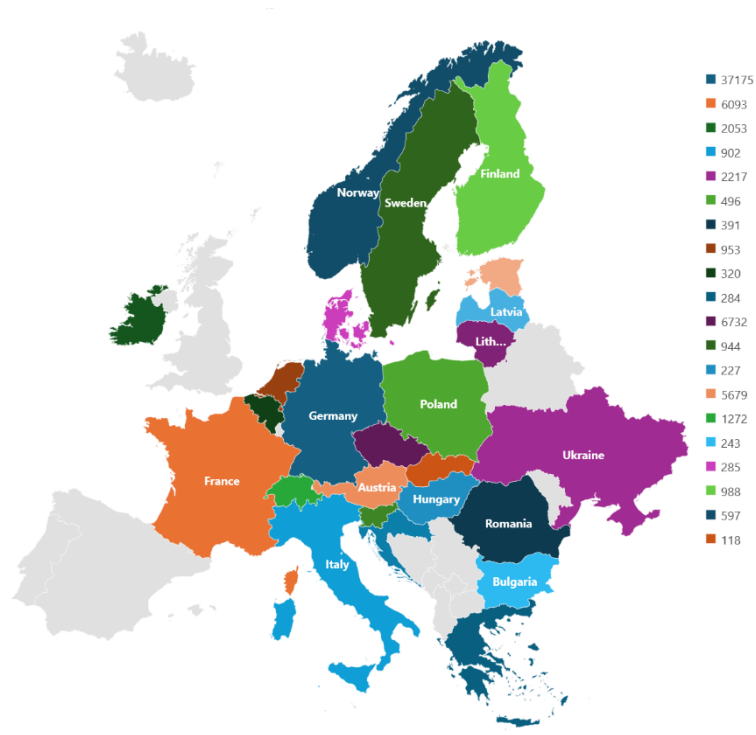 Norway
Sweden
Finland
Latvia
Lith...
Germany
Poland
France
Austria
Ukraine
Hungary
Romania
Italy
Bulgaria
37175
6093
2053
902
2217
496
391
953
320
284
6732
944
227
5679
1272
243
285
988
597
118